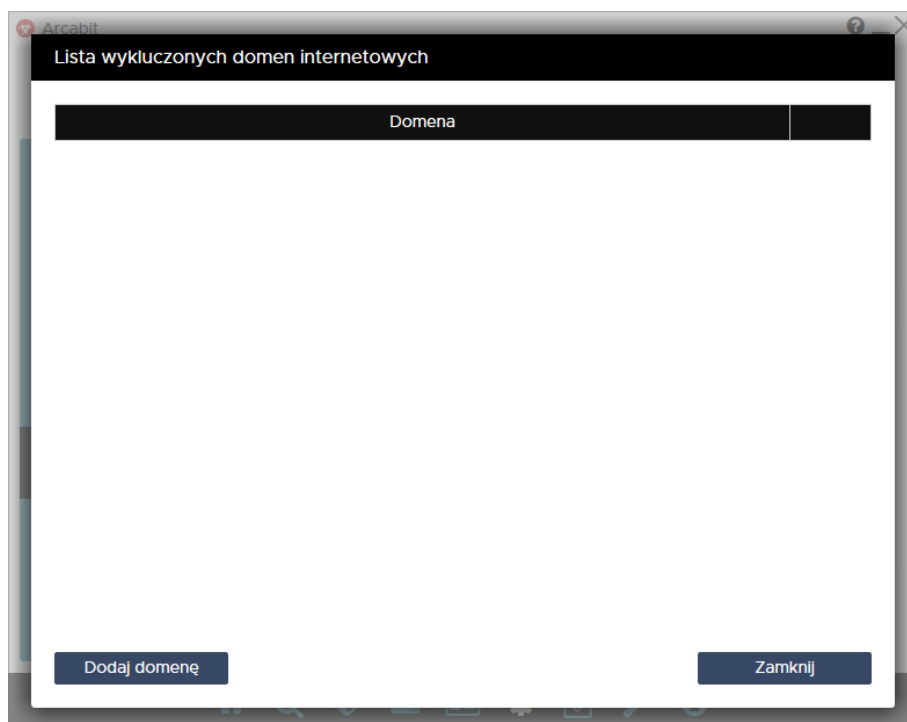 Arcabit
Lista wykluczonych domen internetowych
Domena
Dodaj domenę
Zamknij